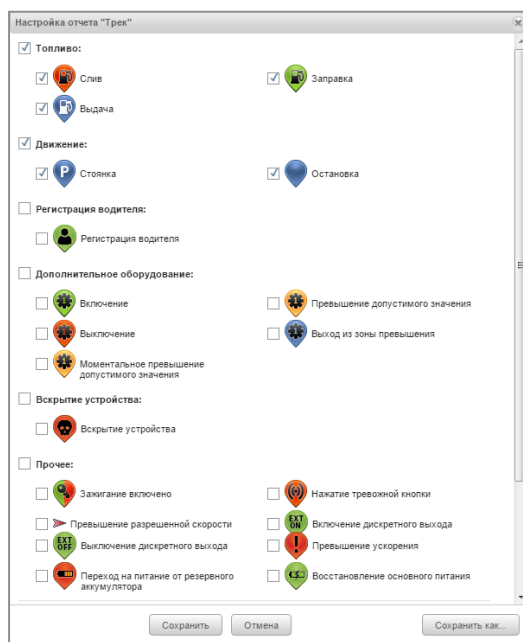 Настройка отчета "Трек"
Топливо:
Слив
Заправка
Выдача
Движение:
P
Стоянка
Остановка
Регистрация водителя:
Регистрация водителя
Дополнительное оборудование:
Включение
Превышение допустимого значения
Выключение
Выход из зоны превышения
Моментальное превышение
допустимого значения
Вскрытие устройства:
Вскрытие устройства
Прочее:
Зажигание включено
Нажатие тревожной кнопки
Превышение разрешенной скорости
EXT
ON
Включение дискретного выхода
EXT
OFF
Выключение дискретного выхода
Превышение ускорения
Переход на питание от резервного
аккумулятора
Восстановление основного питания
Сохранить
Отмена
Сохранить как...